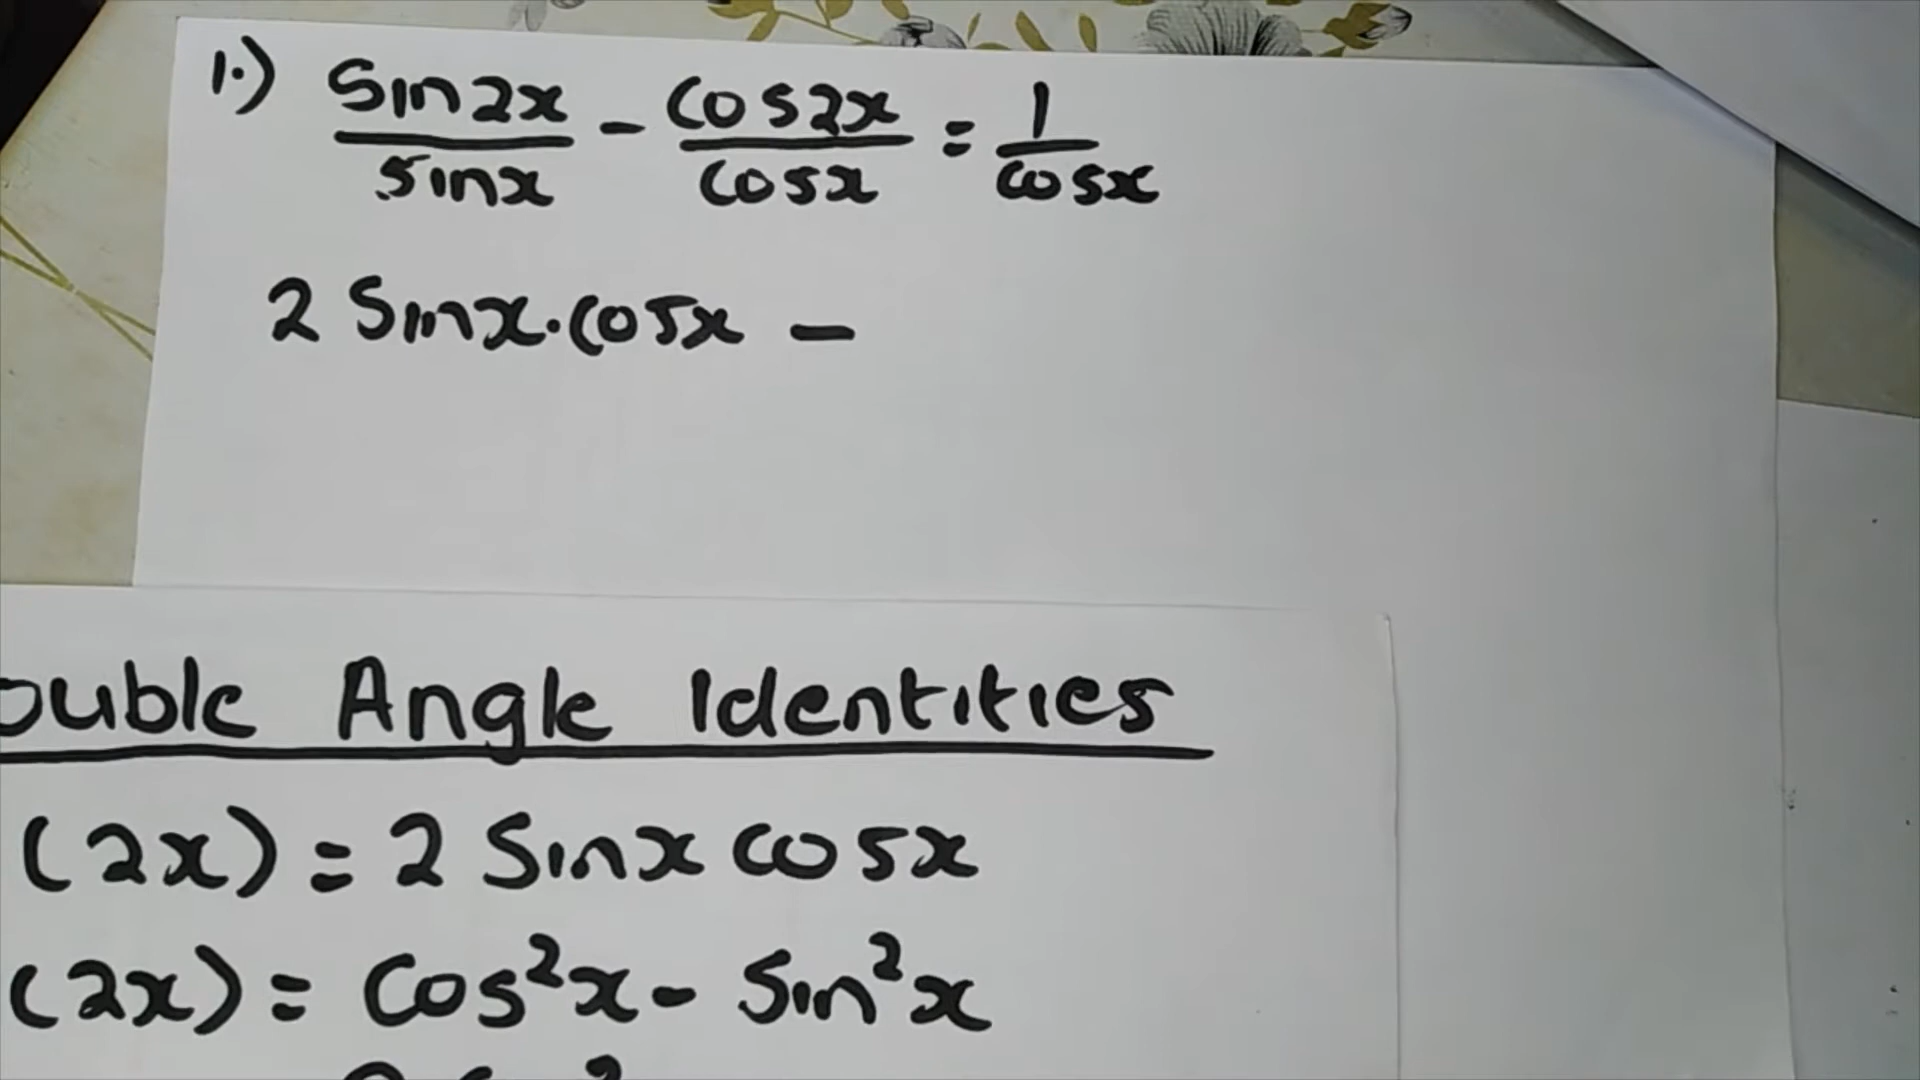 1.) sin2x/sinx - cos2x/cosx = 1/cosx
2 sinx.cosx -
ouble Angle Identities
(2x) = 2 sinx cosx
(2x) = cos²x - sin²x